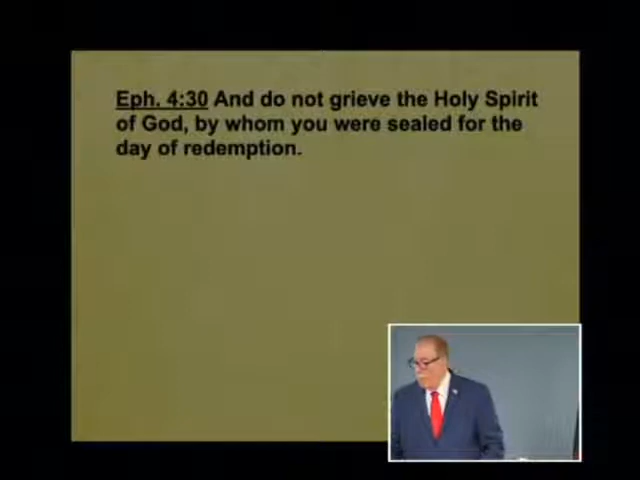 Eph. 4:30 And do not grieve the Holy Spirit
of God, by whom you were sealed for the
day of redemption.